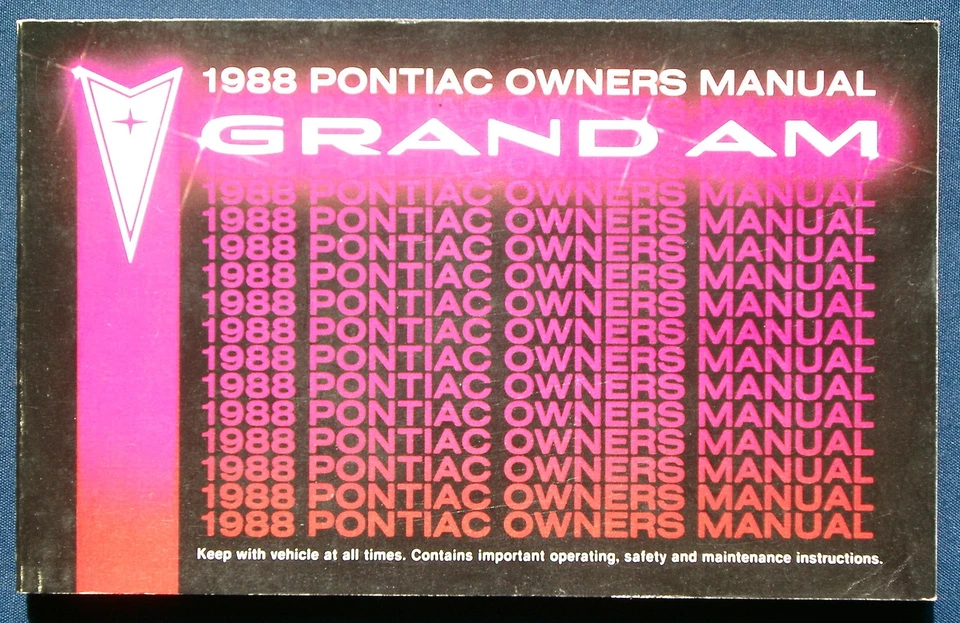 1988 PONTIAC OWNERS MANUAL
GRAND AM
1988 PONTIAC OWNERS MANUAL
1988 PONTIAC OWNERS MANUAL
1988 PONTIAC OWNERS MANUAL
1988 PONTIAC OWNERS MANUAL
1988 PONTIAC OWNERS MANUAL
1988 PONTIAC OWNERS MANUAL
1988 PONTIAC OWNERS MANUAL
1988 PONTIAC OWNERS MANUAL
1988 PONTIAC OWNERS MANUAL
1988 PONTIAC OWNERS MANUAL
1988 PONTIAC OWNERS MANUAL
1988 PONTIAC OWNERS MANUAL
1988 PONTIAC OWNERS MANUAL
Keep with vehicle at all times. Contains important operating, safety and maintenance instructions.